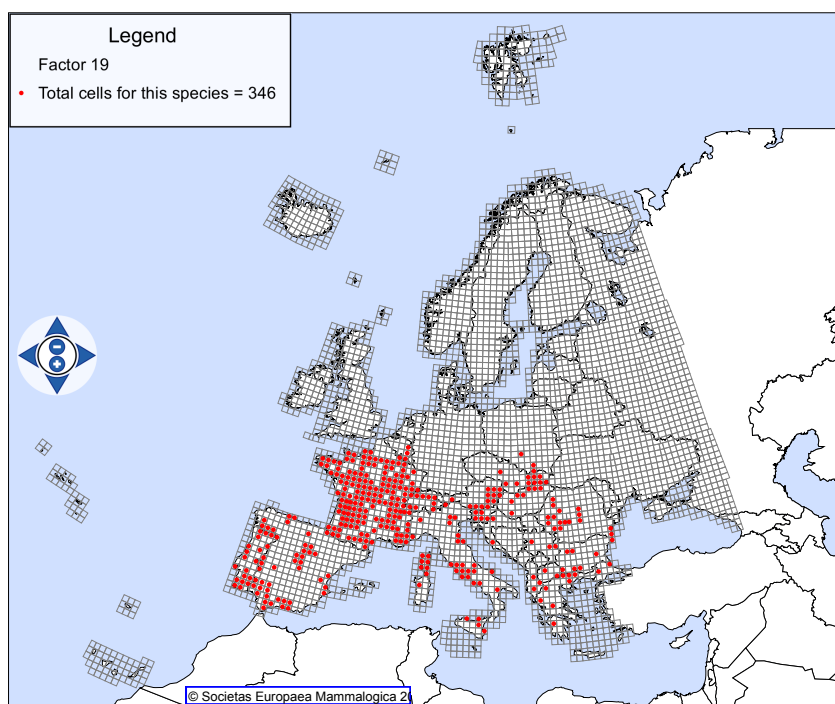 Legend
Factor 19
Total cells for this species = 346
© Societas Europaea Mammalogica